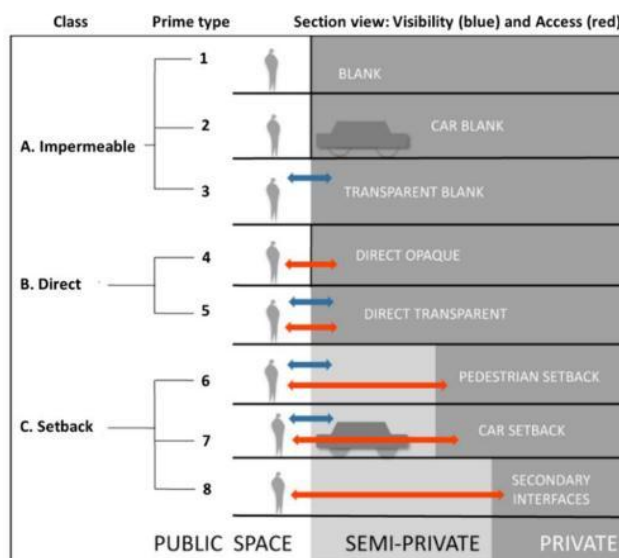 Class Prime type Section view: Visibility (blue) and Access (red)
1
BLANK
2
CAR BLANK
A. Impermeable
3
TRANSPARENT BLANK
4
DIRECT OPAQUE
B. Direct
5
DIRECT TRANSPARENT
6
PEDESTRIAN SETBACK
C. Setback
7
CAR SETBACK
8
SECONDARY
INTERFACES
PUBLIC SPACE SEMI-PRIVATE PRIVATE